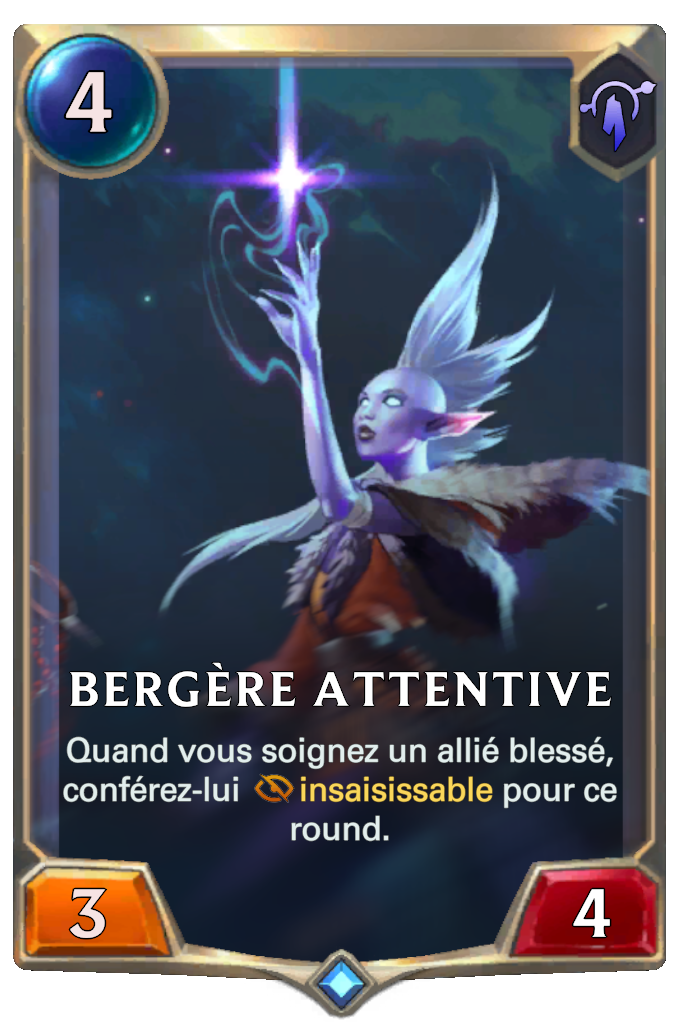 4
BERGÈRE ATTENTIVE
Quand vous soignez un allié blessé,
conférez-lui insaisissable pour ce
round.
3
4